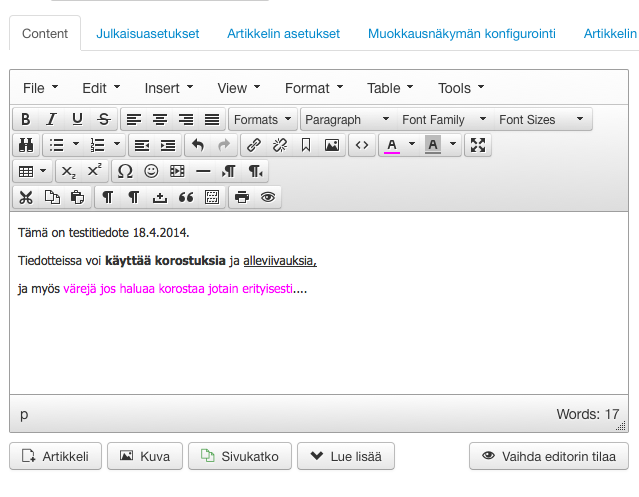 Content Julkaisuasetukset Artikkelin asetukset Muokkausnäkymän konfigurointi Artikkelin
File Edit Insert View Format Table Tools
B I U S Formats Paragraph Font Family Font Sizes
A A
x₂ x²
Tämä on testitiedote 18.4.2014.
Tiedotteissa voi käyttää korostuksia ja alleviivauksia,
ja myös värejä jos haluaa korostaa jotain erityisesti....
p Words: 17
Artikkeli Kuva Sivukatko Lue lisää Vaihda editorin tilaa